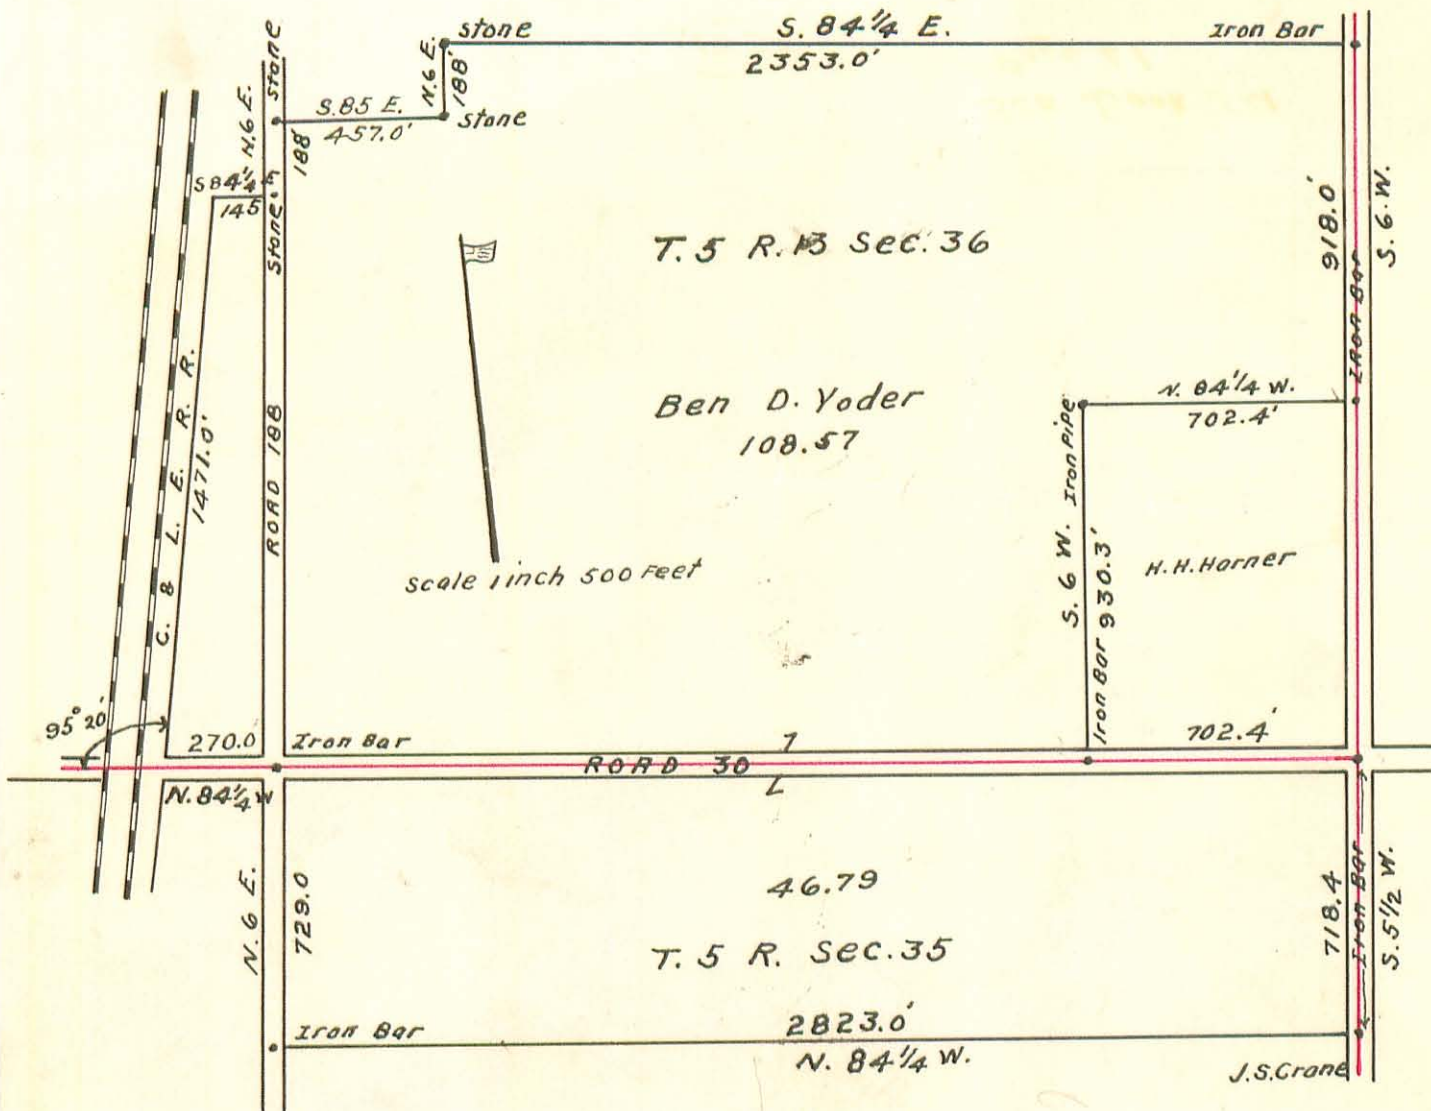 stone
S. 84 1/4 E.
2353.0'
Iron Bar
stone
N. 6 E.
N. 6 E.
188'
S. 85 E.
457.0'
stone
188'
S 84 1/4 E
145
Stone
918.0'
S. 6. W.
Iron Bar
T. 5 R. 13 Sec. 36
Ben D. Yoder
108.57
N. 84 1/4 W.
702.4'
C. & L. E. R. R.
1471.0'
ROAD 188
Scale 1 inch 500 Feet
S. 6 W. Iron Pipe
Iron Bar 930.3'
H. H. Horner
95° 20'
270.0
Iron Bar
7
702.4'
ROAD 30
N. 84 1/4 W
L
N. 6 E.
729.0
46.79
T. 5 R. Sec. 35
718.4
Iron Bar
S. 5 1/2 W.
Iron Bar
2823.0'
N. 84 1/4 W.
J. S. Crane